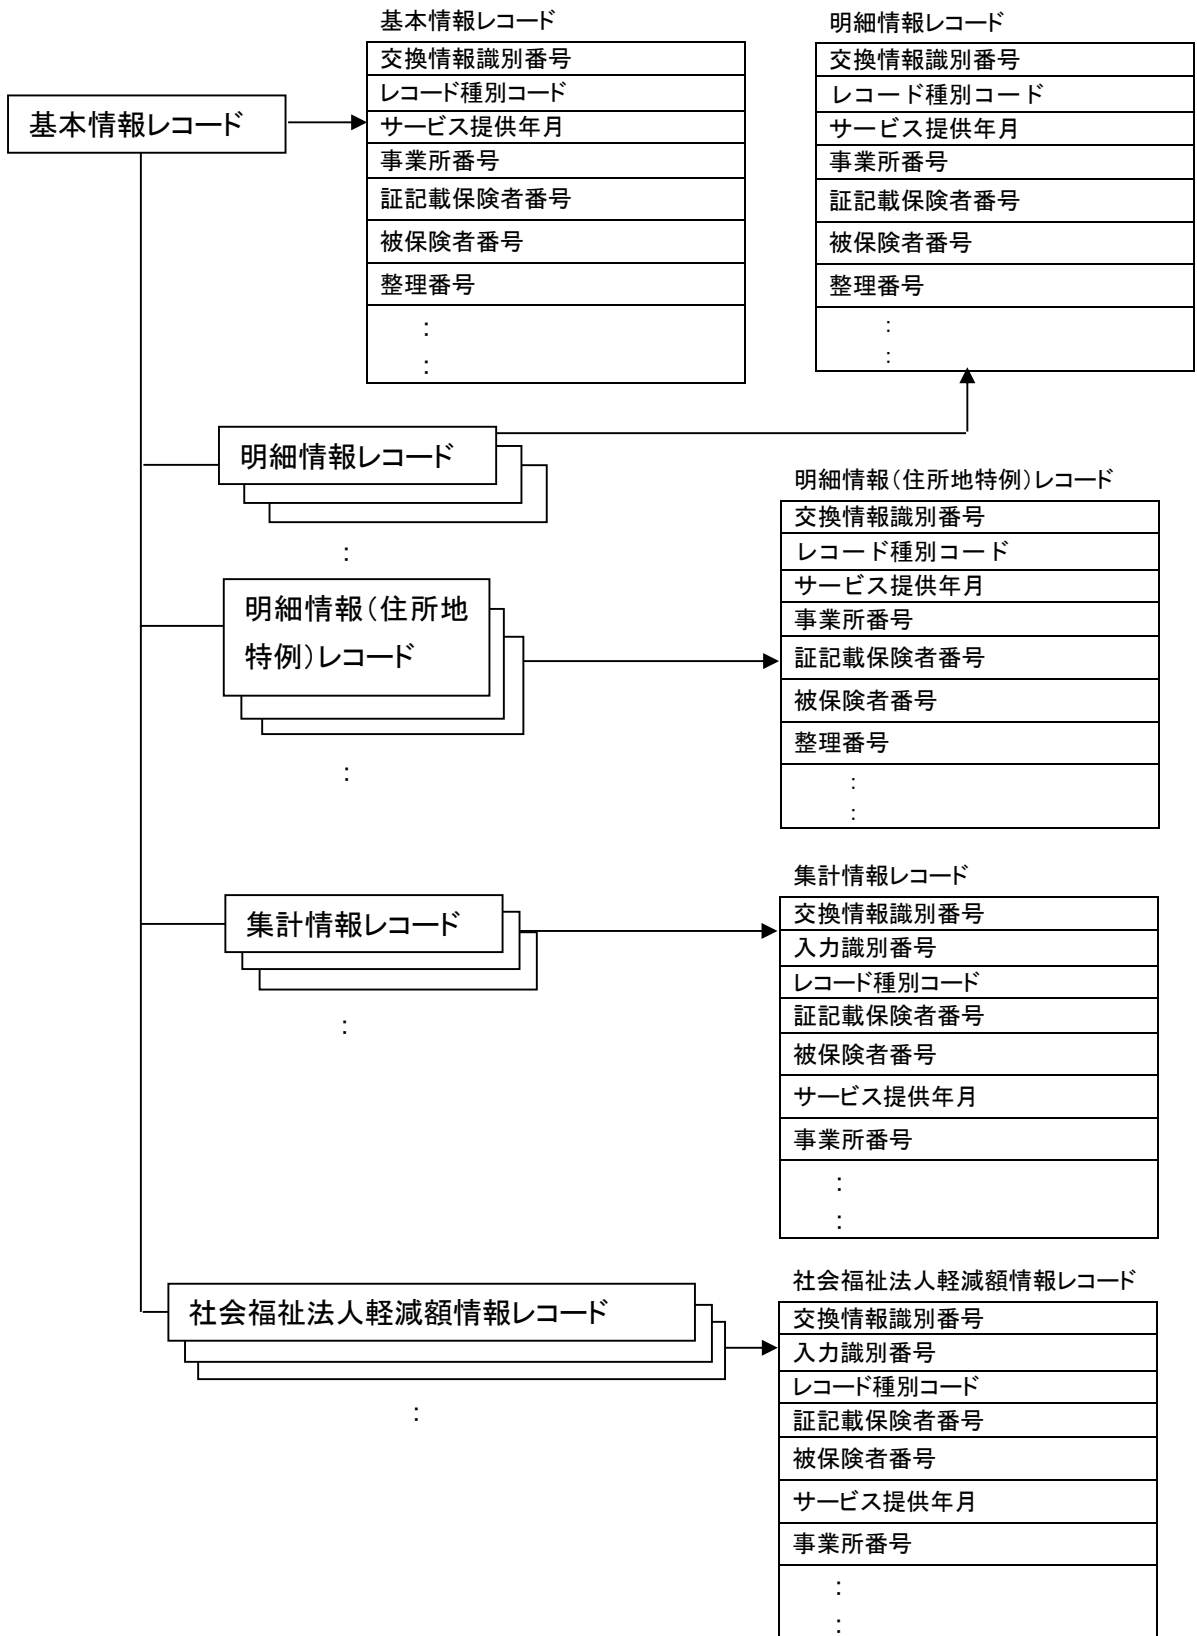 基本情報レコード
基本情報レコード
交換情報識別番号
レコード種別コード
サービス提供年月
事業所番号
証記載保険者番号
被保険者番号
整理番号
:
:
明細情報レコード
交換情報識別番号
レコード種別コード
サービス提供年月
事業所番号
証記載保険者番号
被保険者番号
整理番号
:
:
明細情報レコード
:
明細情報（住所地
特例）レコード
:
明細情報（住所地特例）レコード
交換情報識別番号
レコード種別コード
サービス提供年月
事業所番号
証記載保険者番号
被保険者番号
整理番号
:
:
集計情報レコード
:
集計情報レコード
交換情報識別番号
入力識別番号
レコード種別コード
証記載保険者番号
被保険者番号
サービス提供年月
事業所番号
:
:
社会福祉法人軽減額情報レコード
:
社会福祉法人軽減額情報レコード
交換情報識別番号
入力識別番号
レコード種別コード
証記載保険者番号
被保険者番号
サービス提供年月
事業所番号
:
: